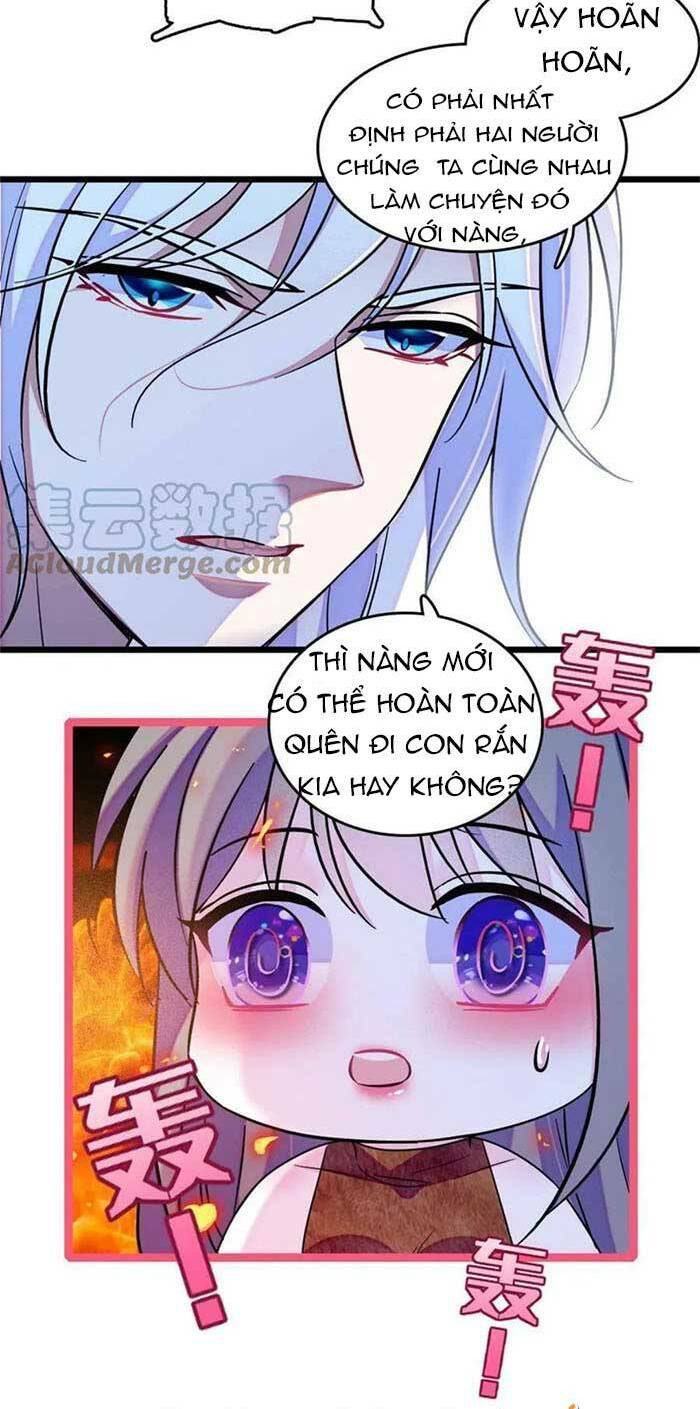 VẬY HOÃN
HOÃN,
CÓ PHẢI NHẤT
ĐỊNH PHẢI HAI NGƯỜI
CHÚNG TA CÙNG NHAU
LÀM CHUYỆN ĐÓ
VỚI NÀNG,
集云数据
ACloudMerge.com
THÌ NÀNG MỚI
CÓ THỂ HOÀN TOÀN
QUÊN ĐI CON RẮN
KIA HAY KHÔNG?
轰!
轰!
轰!